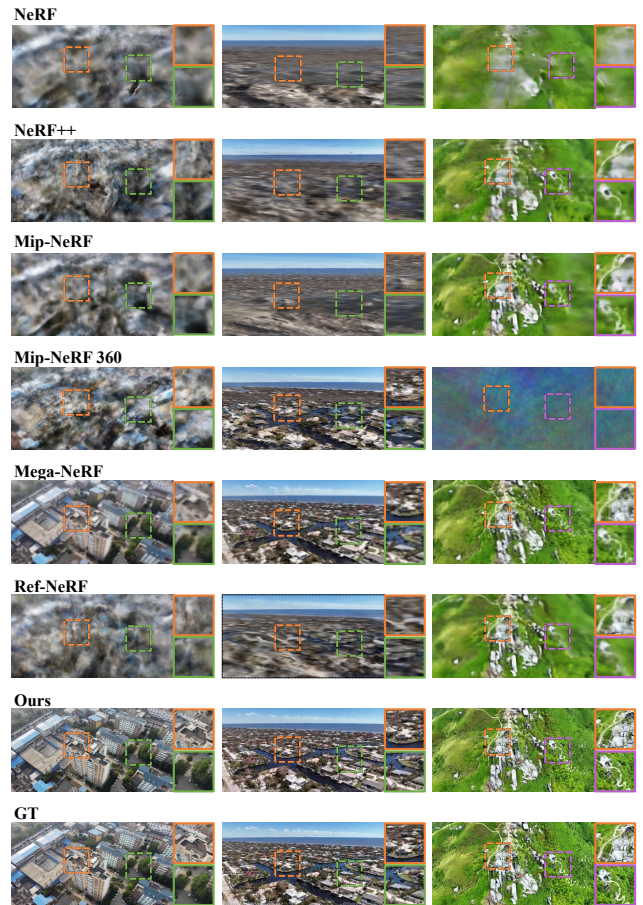 NeRF
NeRF++
Mip-NeRF
Mip-NeRF 360
Mega-NeRF
Ref-NeRF
Ours
GT